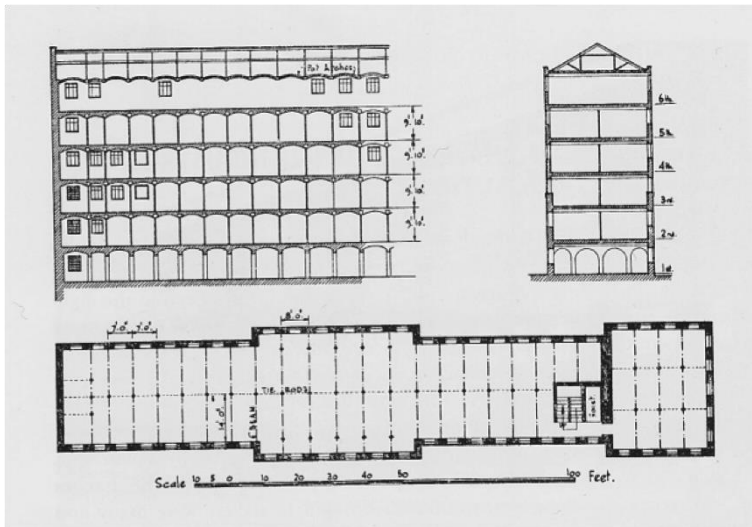 Pot Arches
6th.
5th.
4th.
3rd.
2nd.
1st.
9'.10"
9'.10"
9'.10"
9'.10"
7'.0" 7'.0"
8'.0"
TIE RODS
14'.0"
BEAM
Scale 10 5 0 10 20 30 40 50 100 Feet.